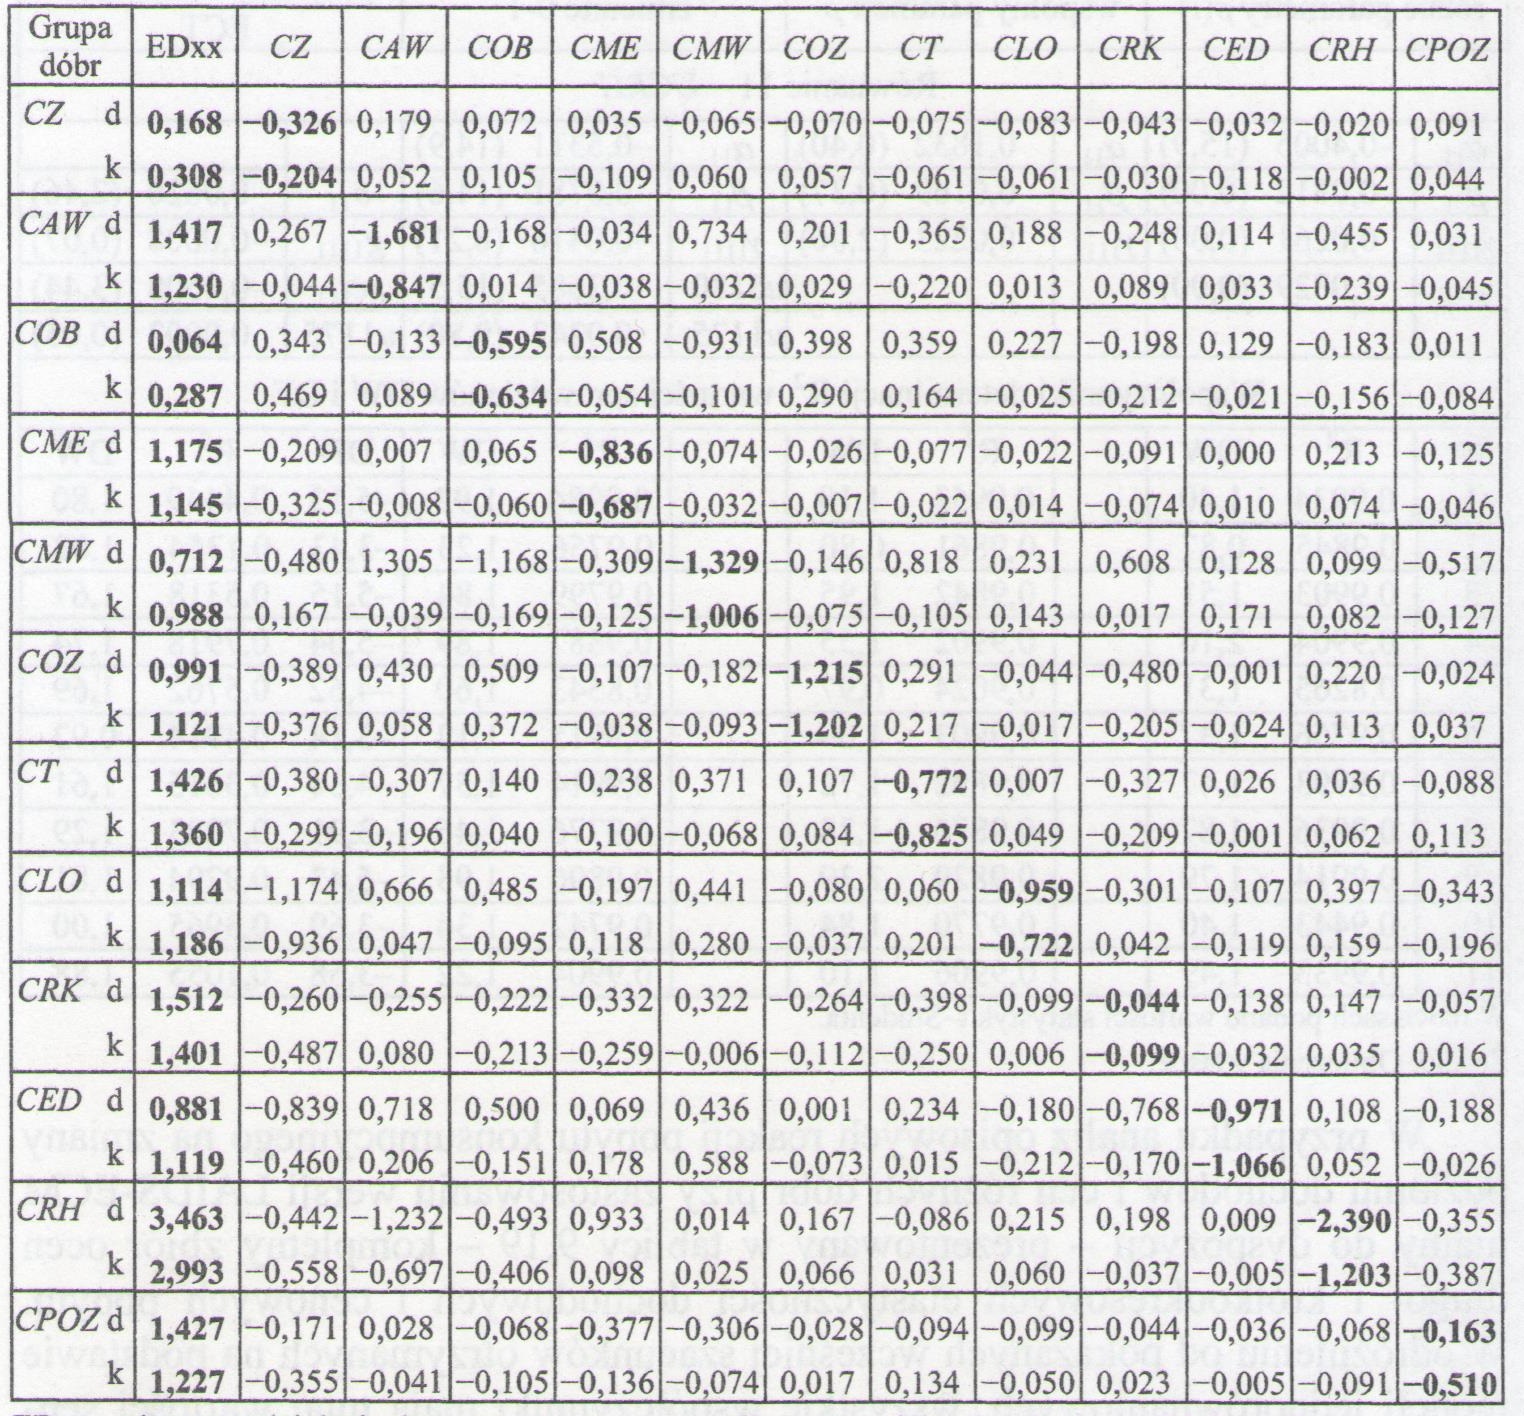 Grupa dóbr EDxx CZ CAW COB CME CMW COZ CT CLO CRK CED CRH CPOZ
CZ d 0,168 −0,326 0,179 0,072 0,035 −0,065 −0,070 −0,075 −0,083 −0,043 −0,032 −0,020 0,091
k 0,308 −0,204 0,052 0,105 −0,109 0,060 0,057 −0,061 −0,061 −0,030 −0,118 −0,002 0,044
CAW d 1,417 0,267 −1,681 −0,168 −0,034 0,734 0,201 −0,365 0,188 −0,248 0,114 −0,455 0,031
k 1,230 −0,044 −0,847 0,014 −0,038 −0,032 0,029 −0,220 0,013 0,089 0,033 −0,239 −0,045
COB d 0,064 0,343 −0,133 −0,595 0,508 −0,931 0,398 0,359 0,227 −0,198 0,129 −0,183 0,011
k 0,287 0,469 0,089 −0,634 −0,054 −0,101 0,290 0,164 −0,025 −0,212 −0,021 −0,156 −0,084
CME d 1,175 −0,209 0,007 0,065 −0,836 −0,074 −0,026 −0,077 −0,022 −0,091 0,000 0,213 −0,125
k 1,145 −0,325 −0,008 −0,060 −0,687 −0,032 −0,007 −0,022 0,014 −0,074 0,010 0,074 −0,046
CMW d 0,712 −0,480 1,305 −1,168 −0,309 −1,329 −0,146 0,818 0,231 0,608 0,128 0,099 −0,517
k 0,988 0,167 −0,039 −0,169 −0,125 −1,006 −0,075 −0,105 0,143 0,017 0,171 0,082 −0,127
COZ d 0,991 −0,389 0,430 0,509 −0,107 −0,182 −1,215 0,291 −0,044 −0,480 −0,001 0,220 −0,024
k 1,121 −0,376 0,058 0,372 −0,038 −0,093 −1,202 0,217 −0,017 −0,205 −0,024 0,113 0,037
CT d 1,426 −0,380 −0,307 0,140 −0,238 0,371 0,107 −0,772 0,007 −0,327 0,026 0,036 −0,088
k 1,360 −0,299 −0,196 0,040 −0,100 −0,068 0,084 −0,825 0,049 −0,209 −0,001 0,062 0,113
CLO d 1,114 −1,174 0,666 0,485 −0,197 0,441 −0,080 0,060 −0,959 −0,301 −0,107 0,397 −0,343
k 1,186 −0,936 0,047 −0,095 0,118 0,280 −0,037 0,201 −0,722 0,042 −0,119 0,159 −0,196
CRK d 1,512 −0,260 −0,255 −0,222 −0,332 0,322 −0,264 −0,398 −0,099 −0,044 −0,138 0,147 −0,057
k 1,401 −0,487 0,080 −0,213 −0,259 −0,006 −0,112 −0,250 0,006 −0,099 −0,032 0,035 0,016
CED d 0,881 −0,839 0,718 0,500 0,069 0,436 0,001 0,234 −0,180 −0,768 −0,971 0,108 −0,188
k 1,119 −0,460 0,206 −0,151 0,178 0,588 −0,073 0,015 −0,212 −0,170 −1,066 0,052 −0,026
CRH d 3,463 −0,442 −1,232 −0,493 0,933 0,014 0,167 −0,086 0,215 0,198 0,009 −2,390 −0,355
k 2,993 −0,558 −0,697 −0,406 0,098 0,025 0,066 0,031 0,060 −0,037 −0,005 −1,203 −0,387
CPOZ d 1,427 −0,171 0,028 −0,068 −0,377 −0,306 −0,028 −0,094 −0,099 −0,044 −0,036 −0,068 −0,163
k 1,227 −0,355 −0,041 −0,105 −0,136 −0,074 0,017 0,134 −0,050 0,023 −0,005 −0,091 −0,510